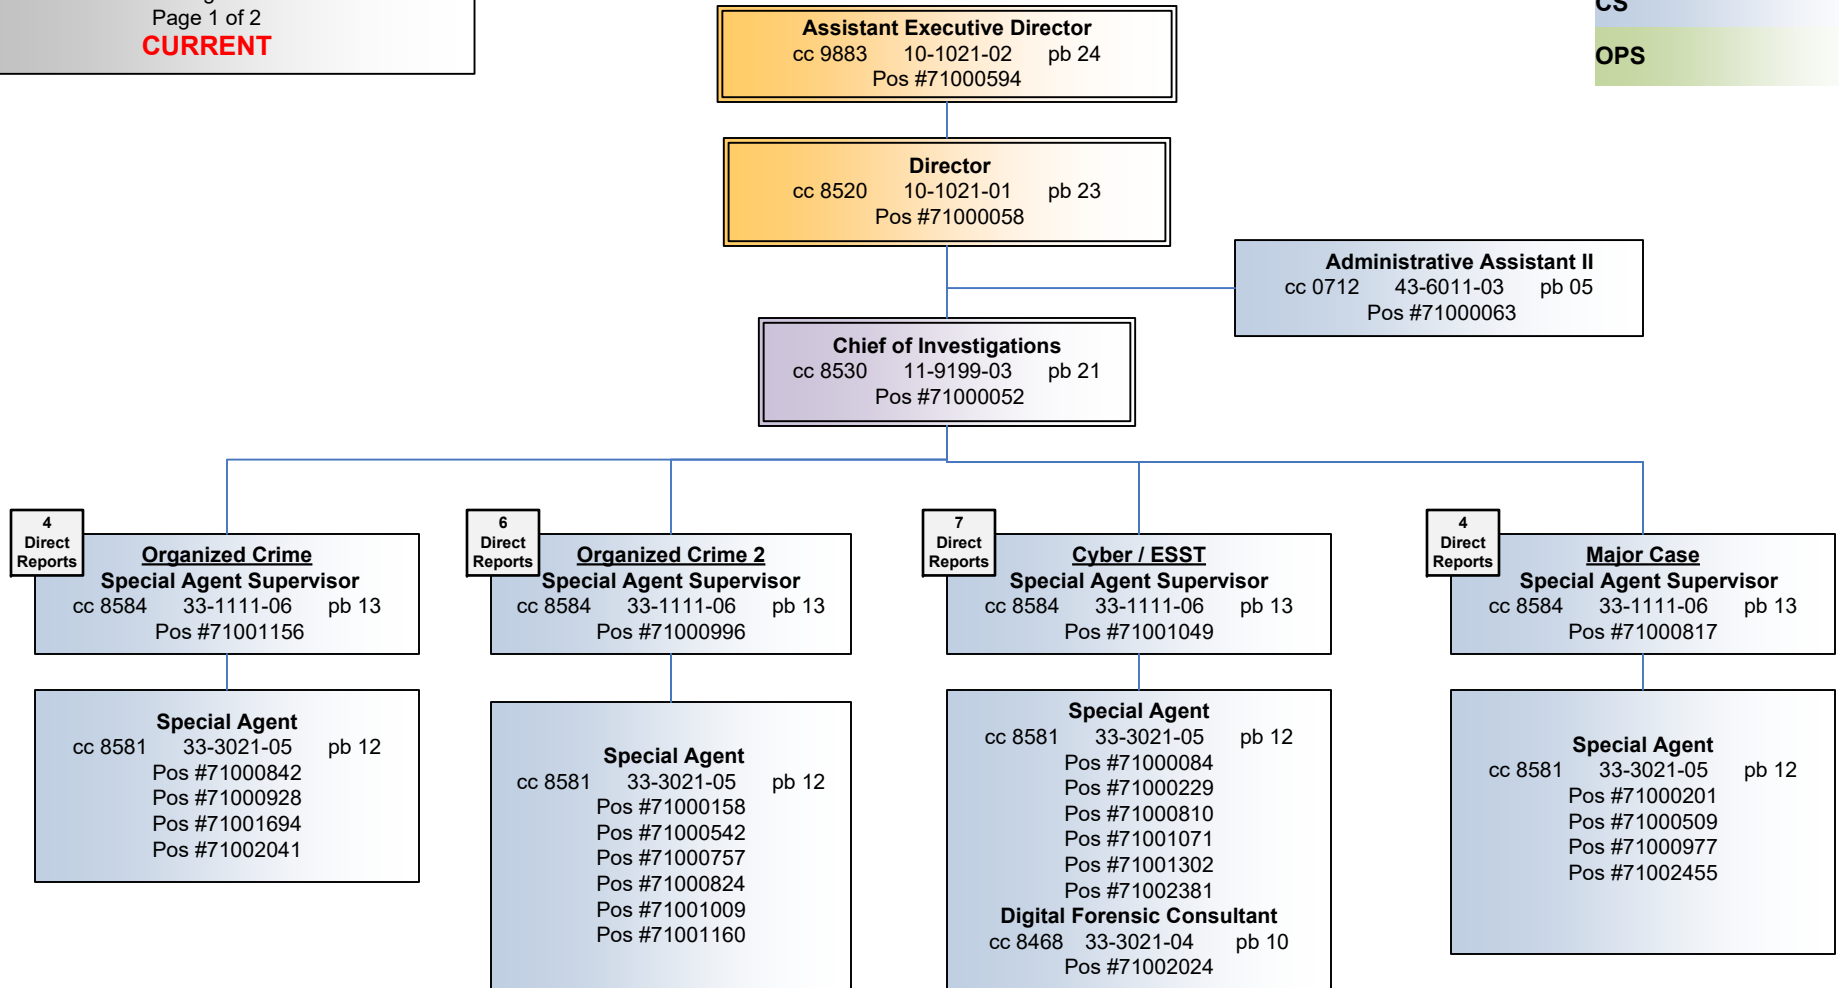 Page 1 of 2
CURRENT
CS
OPS
Assistant Executive Director
cc 9883 10-1021-02 pb 24
Pos #71000594
Director
cc 8520 10-1021-01 pb 23
Pos #71000058
Administrative Assistant II
cc 0712 43-6011-03 pb 05
Pos #71000063
Chief of Investigations
cc 8530 11-9199-03 pb 21
Pos #71000052
4
Direct
Reports
Organized Crime
Special Agent Supervisor
cc 8584 33-1111-06 pb 13
Pos #71001156
Special Agent
cc 8581 33-3021-05 pb 12
Pos #71000842
Pos #71000928
Pos #71001694
Pos #71002041
6
Direct
Reports
Organized Crime 2
Special Agent Supervisor
cc 8584 33-1111-06 pb 13
Pos #71000996
Special Agent
cc 8581 33-3021-05 pb 12
Pos #71000158
Pos #71000542
Pos #71000757
Pos #71000824
Pos #71001009
Pos #71001160
7
Direct
Reports
Cyber / ESST
Special Agent Supervisor
cc 8584 33-1111-06 pb 13
Pos #71001049
Special Agent
cc 8581 33-3021-05 pb 12
Pos #71000084
Pos #71000229
Pos #71000810
Pos #71001071
Pos #71001302
Pos #71002381
Digital Forensic Consultant
cc 8468 33-3021-04 pb 10
Pos #71002024
4
Direct
Reports
Major Case
Special Agent Supervisor
cc 8584 33-1111-06 pb 13
Pos #71000817
Special Agent
cc 8581 33-3021-05 pb 12
Pos #71000201
Pos #71000509
Pos #71000977
Pos #71002455